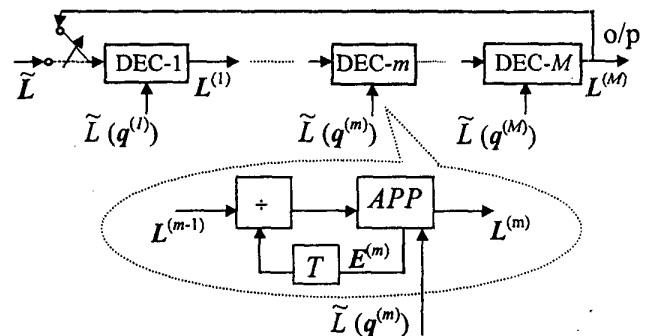 o/p
L̃ DEC-1 L⁽¹⁾ DEC-m DEC-M L⁽ᴹ⁾
L̃ (q⁽¹⁾) L̃ (q⁽ᵐ⁾) L̃ (q⁽ᴹ⁾)
÷ APP
L⁽ᵐ⁻¹⁾ L⁽ᵐ⁾
T E⁽ᵐ⁾
L̃ (q⁽ᵐ⁾)